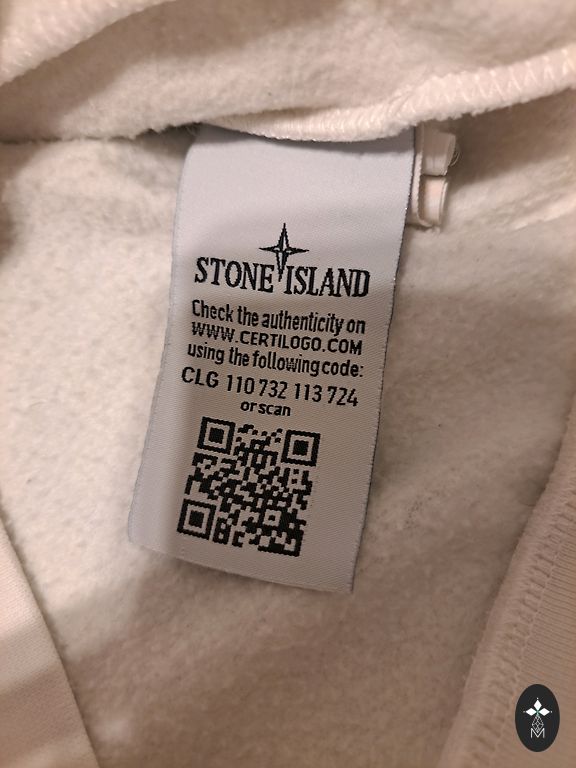 STONE ISLAND
Check the authenticity on
WWW.CERTILOGO.COM
using the following code:
CLG 110 732 113 724
or scan
M